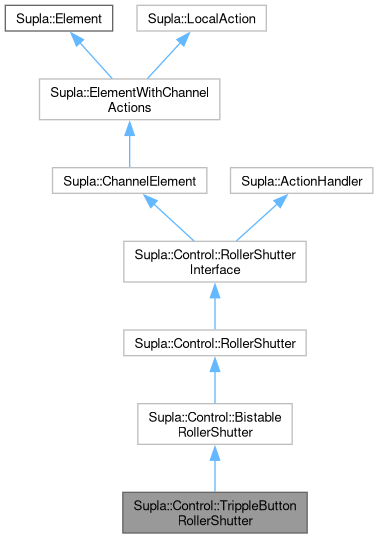 Supla::Element
Supla::LocalAction
Supla::ElementWithChannel
Actions
Supla::ChannelElement
Supla::ActionHandler
Supla::Control::RollerShutter
Interface
Supla::Control::RollerShutter
Supla::Control::Bistable
RollerShutter
Supla::Control::TrippleButton
RollerShutter